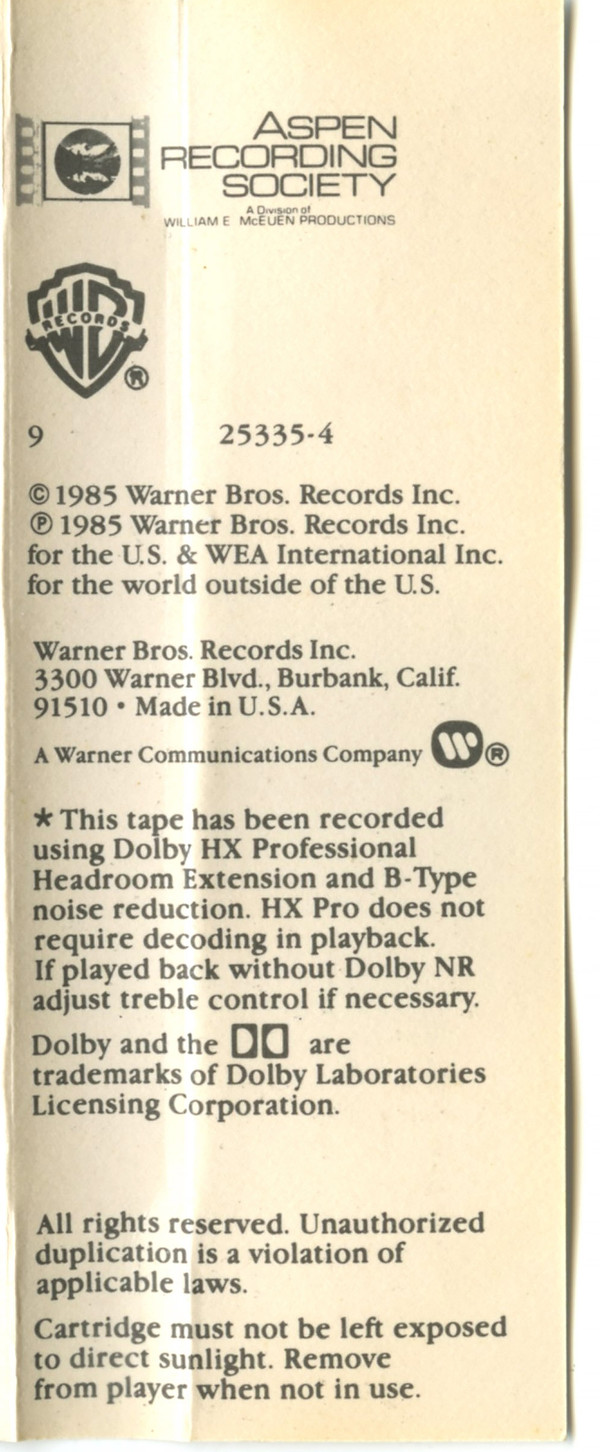 ASPEN
RECORDING
SOCIETY
A Division of
WILLIAM E McEUEN PRODUCTIONS
WB
RECORDS
®
9 25335-4
© 1985 Warner Bros. Records Inc.
℗ 1985 Warner Bros. Records Inc.
for the U.S. & WEA International Inc.
for the world outside of the U.S.
Warner Bros. Records Inc.
3300 Warner Blvd., Burbank, Calif.
91510 • Made in U.S.A.
A Warner Communications Company W ®
* This tape has been recorded
using Dolby HX Professional
Headroom Extension and B-Type
noise reduction. HX Pro does not
require decoding in playback.
If played back without Dolby NR
adjust treble control if necessary.
Dolby and the are
trademarks of Dolby Laboratories
Licensing Corporation.
All rights reserved. Unauthorized
duplication is a violation of
applicable laws.
Cartridge must not be left exposed
to direct sunlight. Remove
from player when not in use.